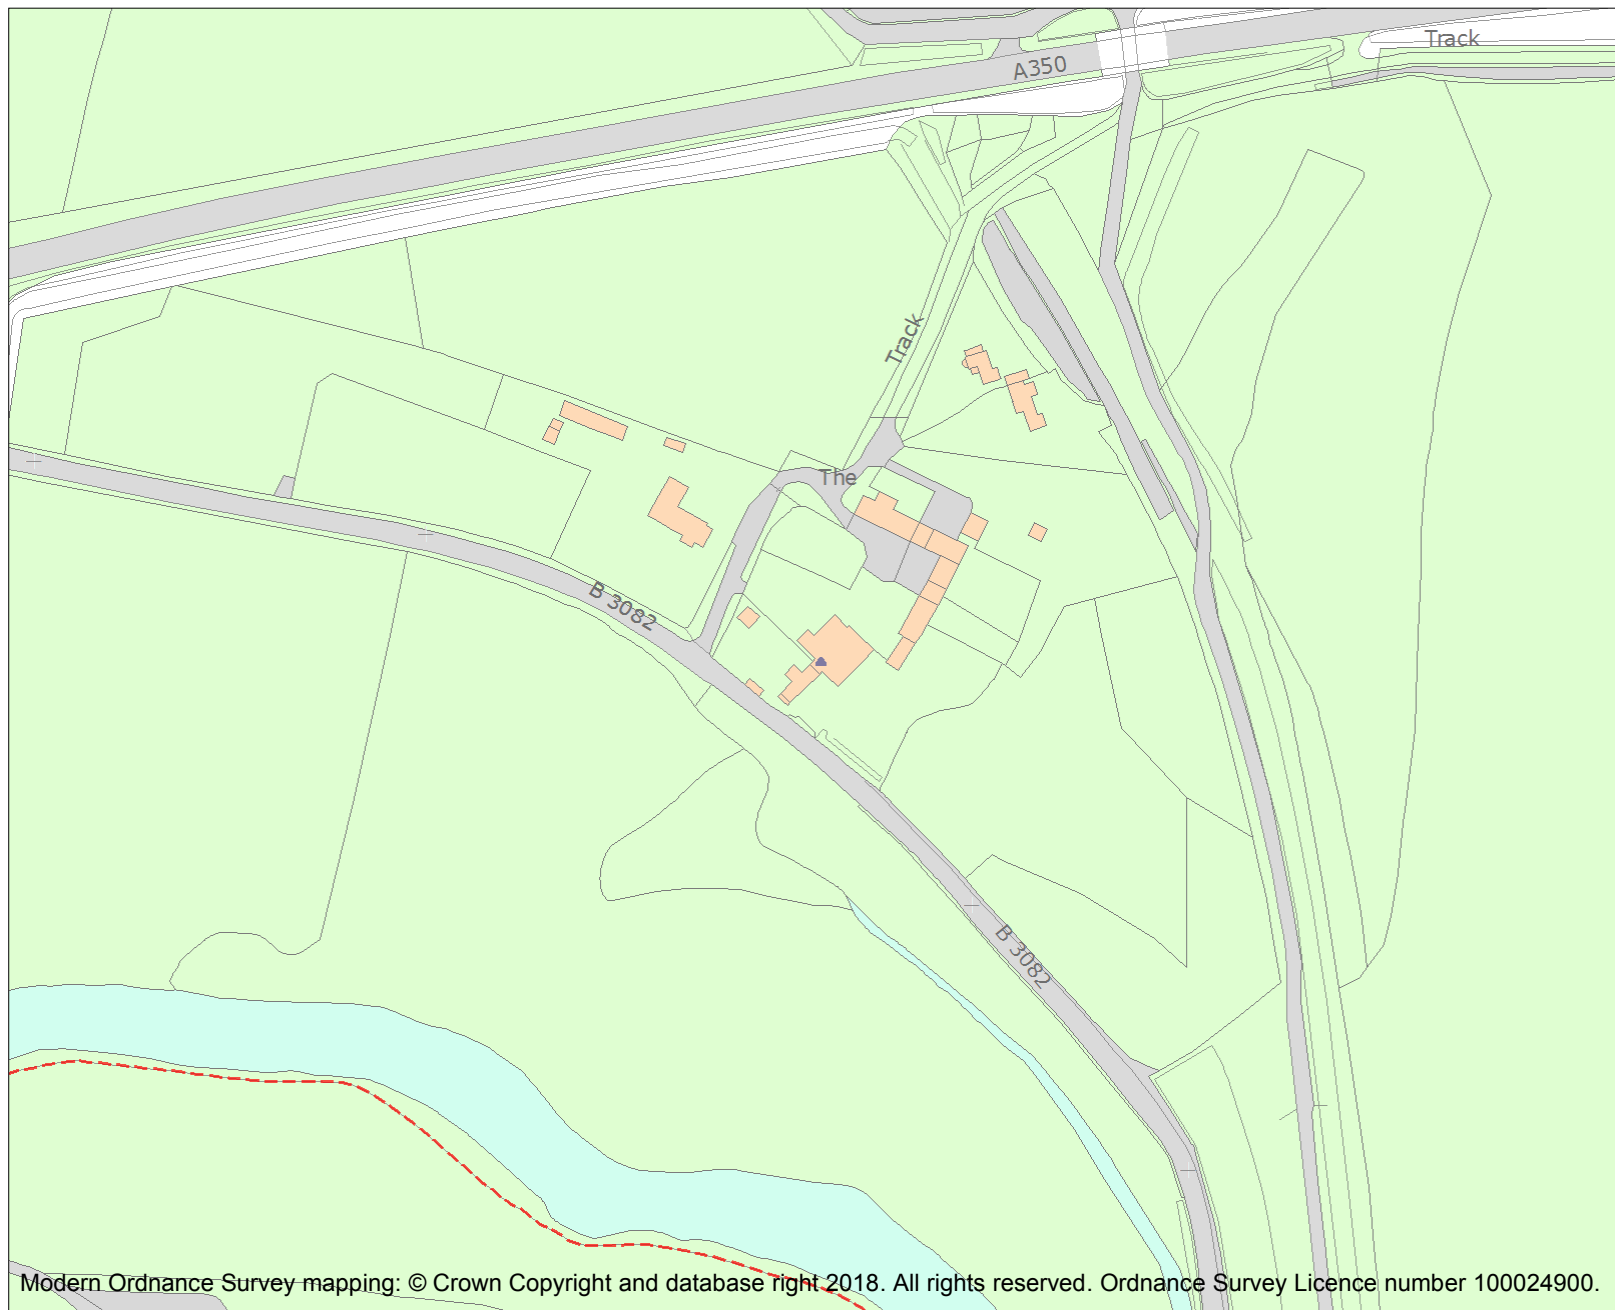 Track
A350
Track
The
B 3082
B 3082
Modern Ordnance Survey mapping: © Crown Copyright and database right 2018. All rights reserved. Ordnance Survey Licence number 100024900.